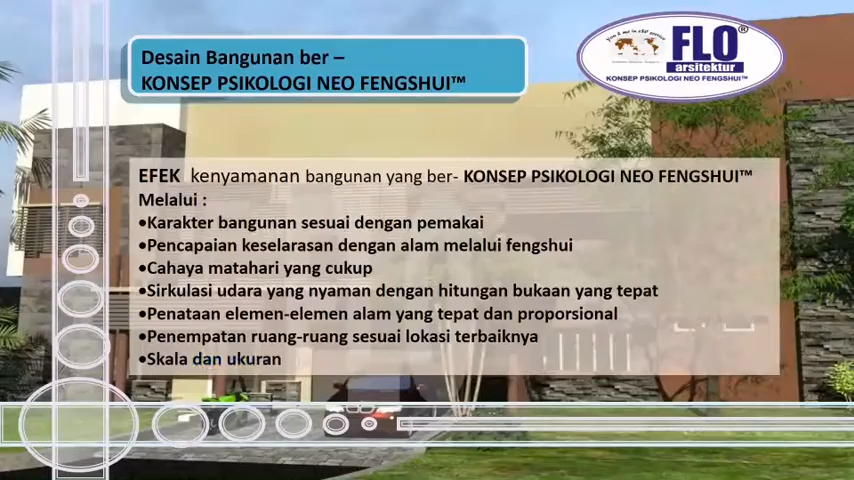 Desain Bangunan ber –
KONSEP PSIKOLOGI NEO FENGSHUI™
FLO®
arsitektur
KONSEP PSIKOLOGI NEO FENGSHUI™
EFEK kenyamanan bangunan yang ber- KONSEP PSIKOLOGI NEO FENGSHUI™
Melalui :
•Karakter bangunan sesuai dengan pemakai
•Pencapaian keselarasan dengan alam melalui fengshui
•Cahaya matahari yang cukup
•Sirkulasi udara yang nyaman dengan hitungan bukaan yang tepat
•Penataan elemen-elemen alam yang tepat dan proporsional
•Penempatan ruang-ruang sesuai lokasi terbaiknya
•Skala dan ukuran